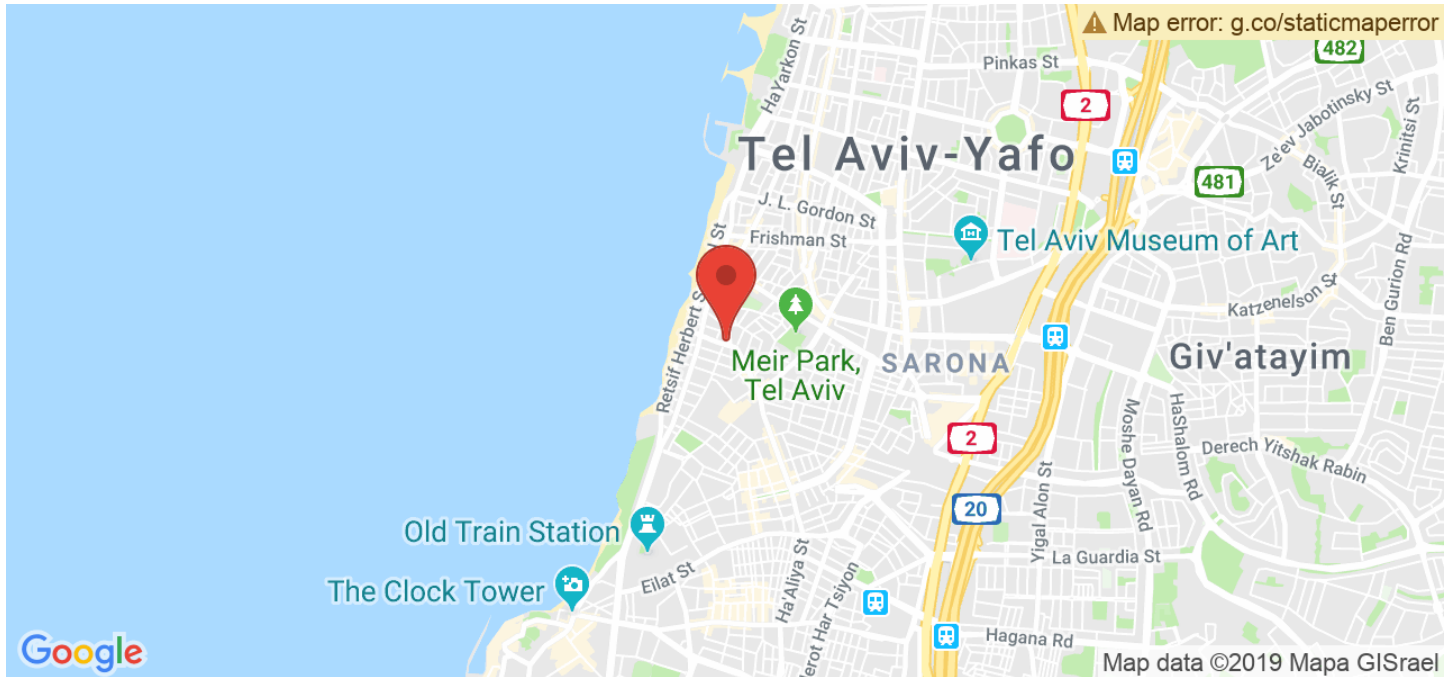 Map error: g.co/staticmaperror
482
Pinkas St
HaYarkon St
2
Ze'ev Jabotinsky St
Krinitsi St
Tel Aviv-Yafo
Bialik St
481
J. L. Gordon St
Frishman St
Tel Aviv Museum of Art
Ben Gurion Rd
Katzenelson St
Retsif Herbert S
l St
Meir Park,
Tel Aviv
SARONA
Giv'atayim
HaShalom Rd
Moshe Dayan Rd
2
Derech Yitshak Rabin
20
Yigal Alon St
Old Train Station
La Guardia St
Eilat St
Ha'Aliya St
The Clock Tower
erot Har Tsiyon
Hagana Rd
Google
Map data ©2019 Mapa GISrael